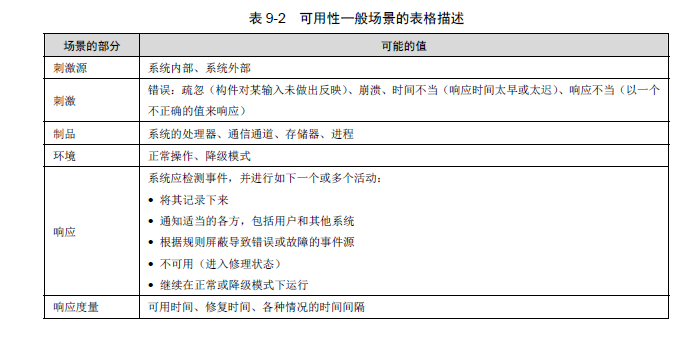 表 9-2 可用性一般场景的表格描述
场景的部分 可能的值
刺激源 系统内部、系统外部
刺激 错误：疏忽（构件对某输入未做出反映）、崩溃、时间不当（响应时间太早或太迟）、响应不当（以一个
不正确的值来响应）
制品 系统的处理器、通信通道、存储器、进程
环境 正常操作、降级模式
响应 系统应检测事件，并进行如下一个或多个活动：
• 将其记录下来
• 通知适当的各方，包括用户和其他系统
• 根据规则屏蔽导致错误或故障的事件源
• 不可用（进入修理状态）
• 继续在正常或降级模式下运行
响应度量 可用时间、修复时间、各种情况的时间间隔